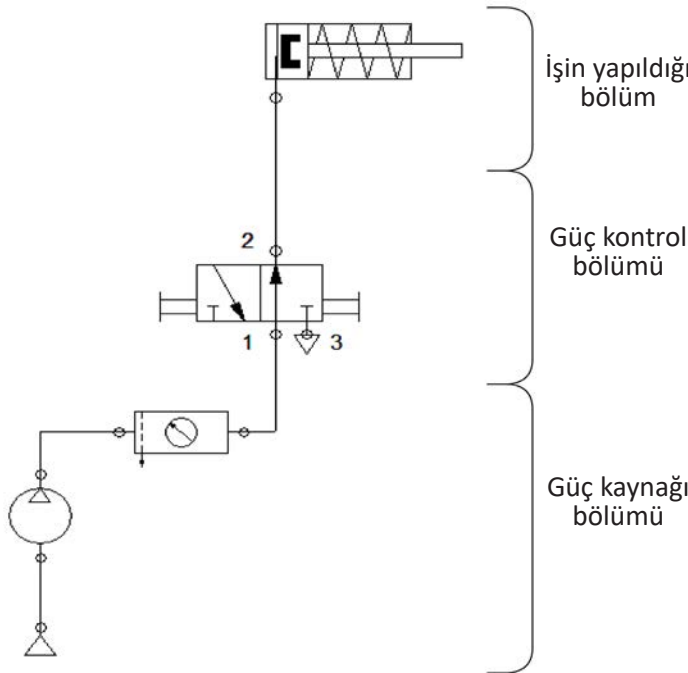 İşin yapıldığı
bölüm
2
Güç kontrol
bölümü
1
3
Güç kaynağı
bölümü